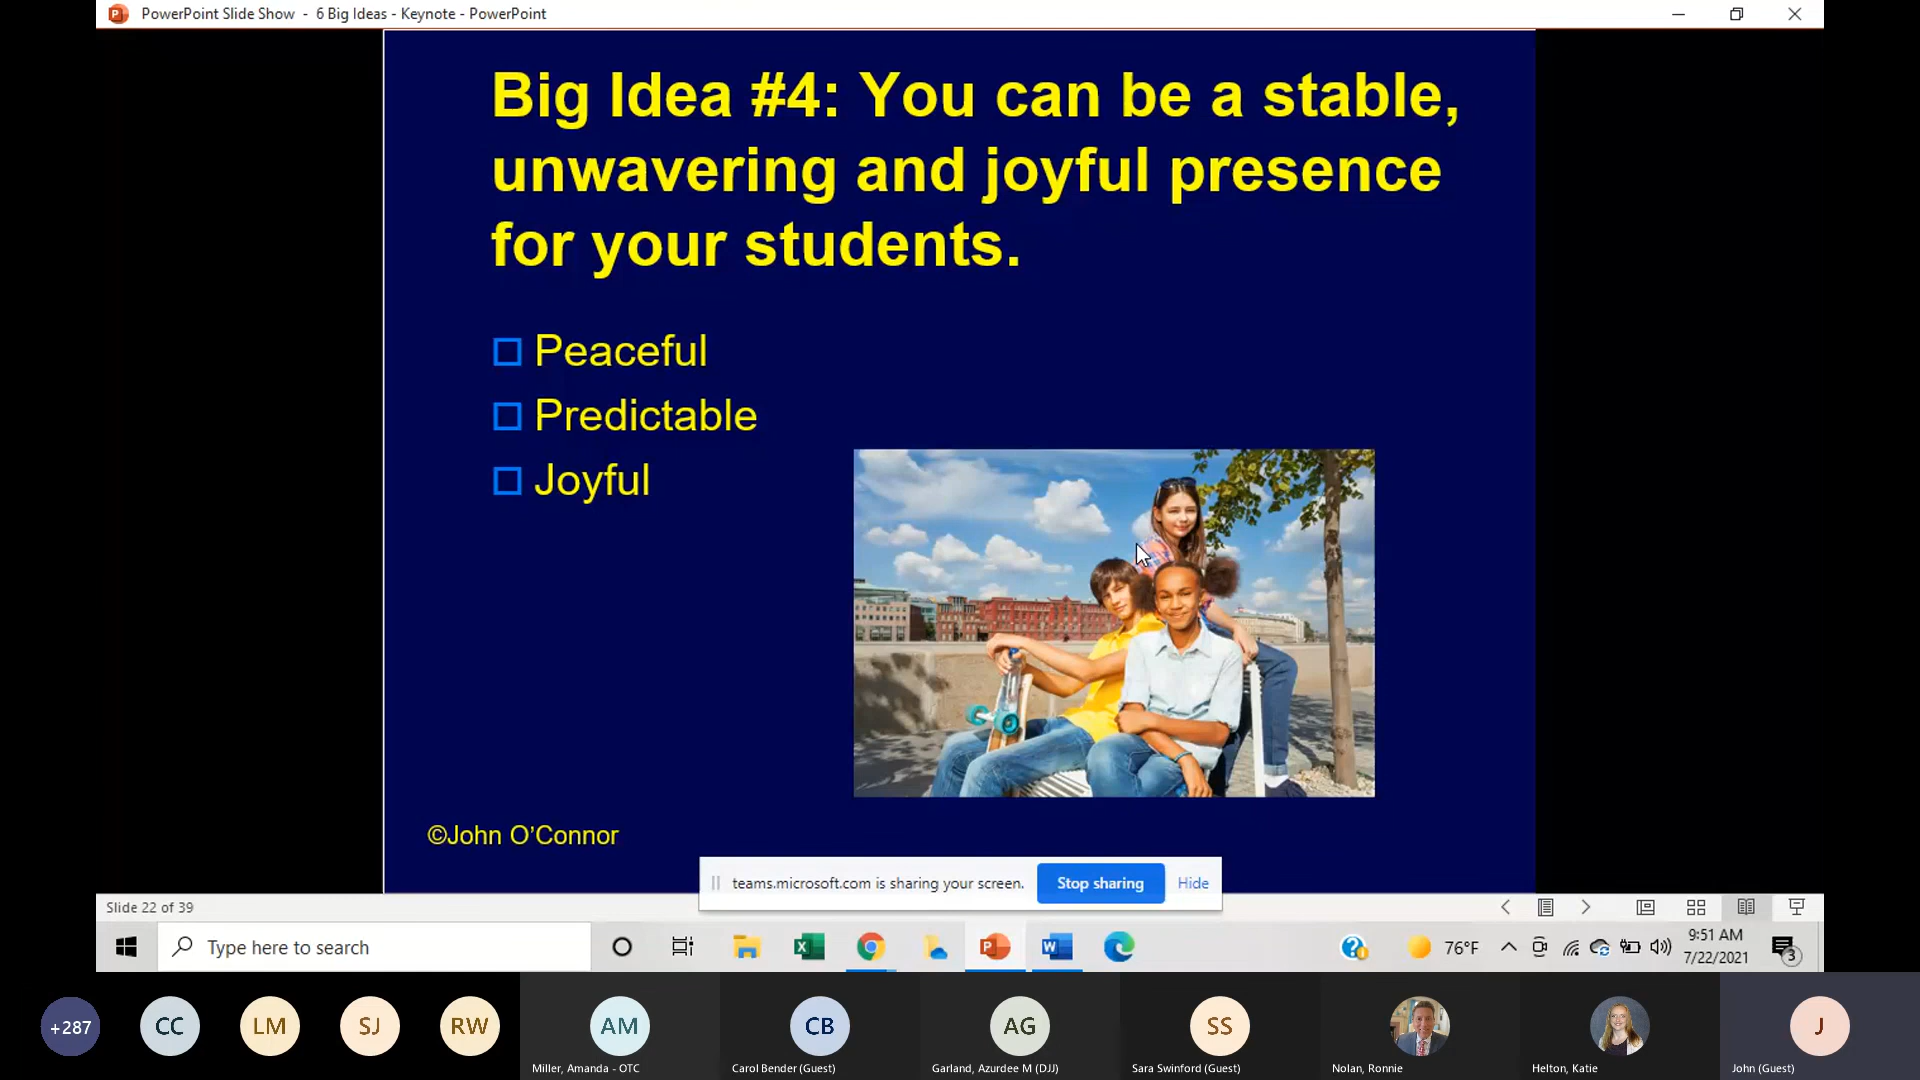 PowerPoint Slide Show - 6 Big Ideas - Keynote - PowerPoint
Big Idea #4: You can be a stable,
unwavering and joyful presence
for your students.
Peaceful
Predictable
Joyful
©John O'Connor
teams.microsoft.com is sharing your screen.
Stop sharing
Hide
Slide 22 of 39
Type here to search
76°F
9:51 AM
7/22/2021
3
+287
CC
LM
SJ
RW
AM
CB
AG
SS
J
Miller, Amanda - OTC
Carol Bender (Guest)
Garland, Azurdee M (DJJ)
Sara Swinford (Guest)
Nolan, Ronnie
Helton, Katie
John (Guest)